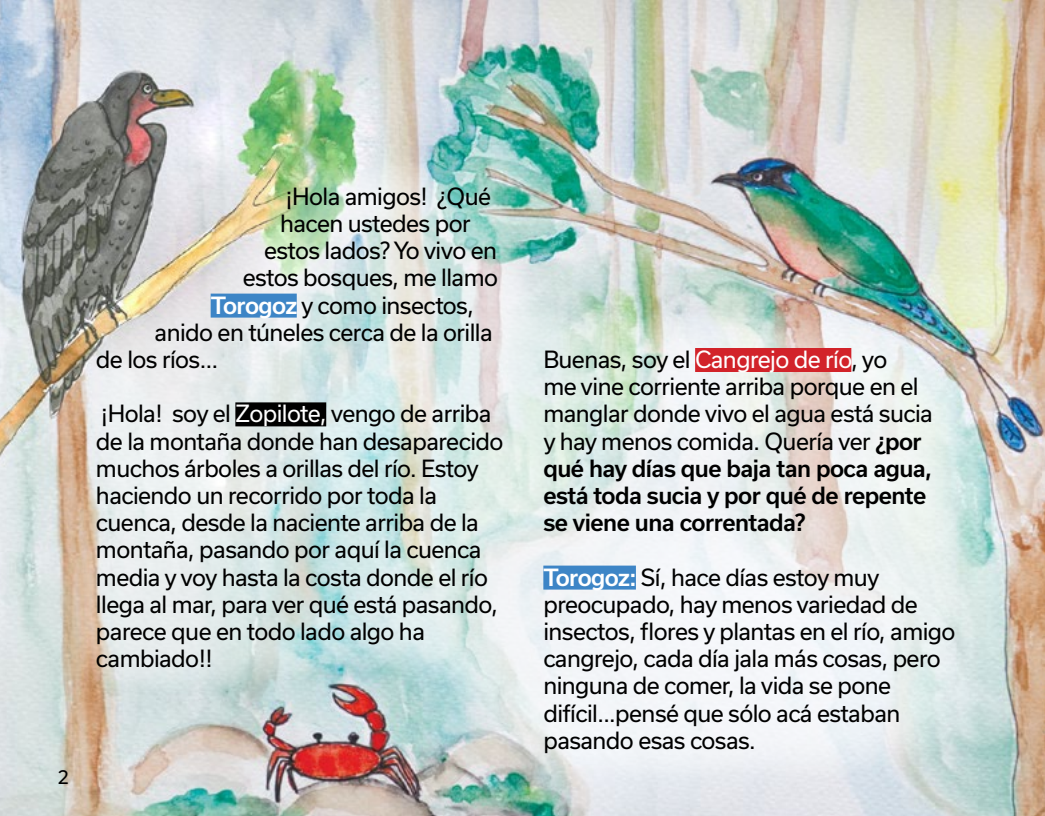 ¡Hola amigos! ¿Qué
hacen ustedes por
estos lados? Yo vivo en
estos bosques, me llamo
Torogoz y como insectos,
anido en túneles cerca de la orilla
de los ríos...
¡Hola! soy el Zopilote, vengo de arriba
de la montaña donde han desaparecido
muchos árboles a orillas del río. Estoy
haciendo un recorrido por toda la
cuenca, desde la naciente arriba de la
montaña, pasando por aquí la cuenca
media y voy hasta la costa donde el río
llega al mar, para ver qué está pasando,
parece que en todo lado algo ha
cambiado!!
Buenas, soy el Cangrejo de río, yo
me vine corriente arriba porque en el
manglar donde vivo el agua está sucia
y hay menos comida. Quería ver ¿por
qué hay días que baja tan poca agua,
está toda sucia y por qué de repente
se viene una correntada?
Torogoz: Sí, hace días estoy muy
preocupado, hay menos variedad de
insectos, flores y plantas en el río, amigo
cangrejo, cada día jala más cosas, pero
ninguna de comer, la vida se pone
difícil...pensé que sólo acá estaban
pasando esas cosas.
2